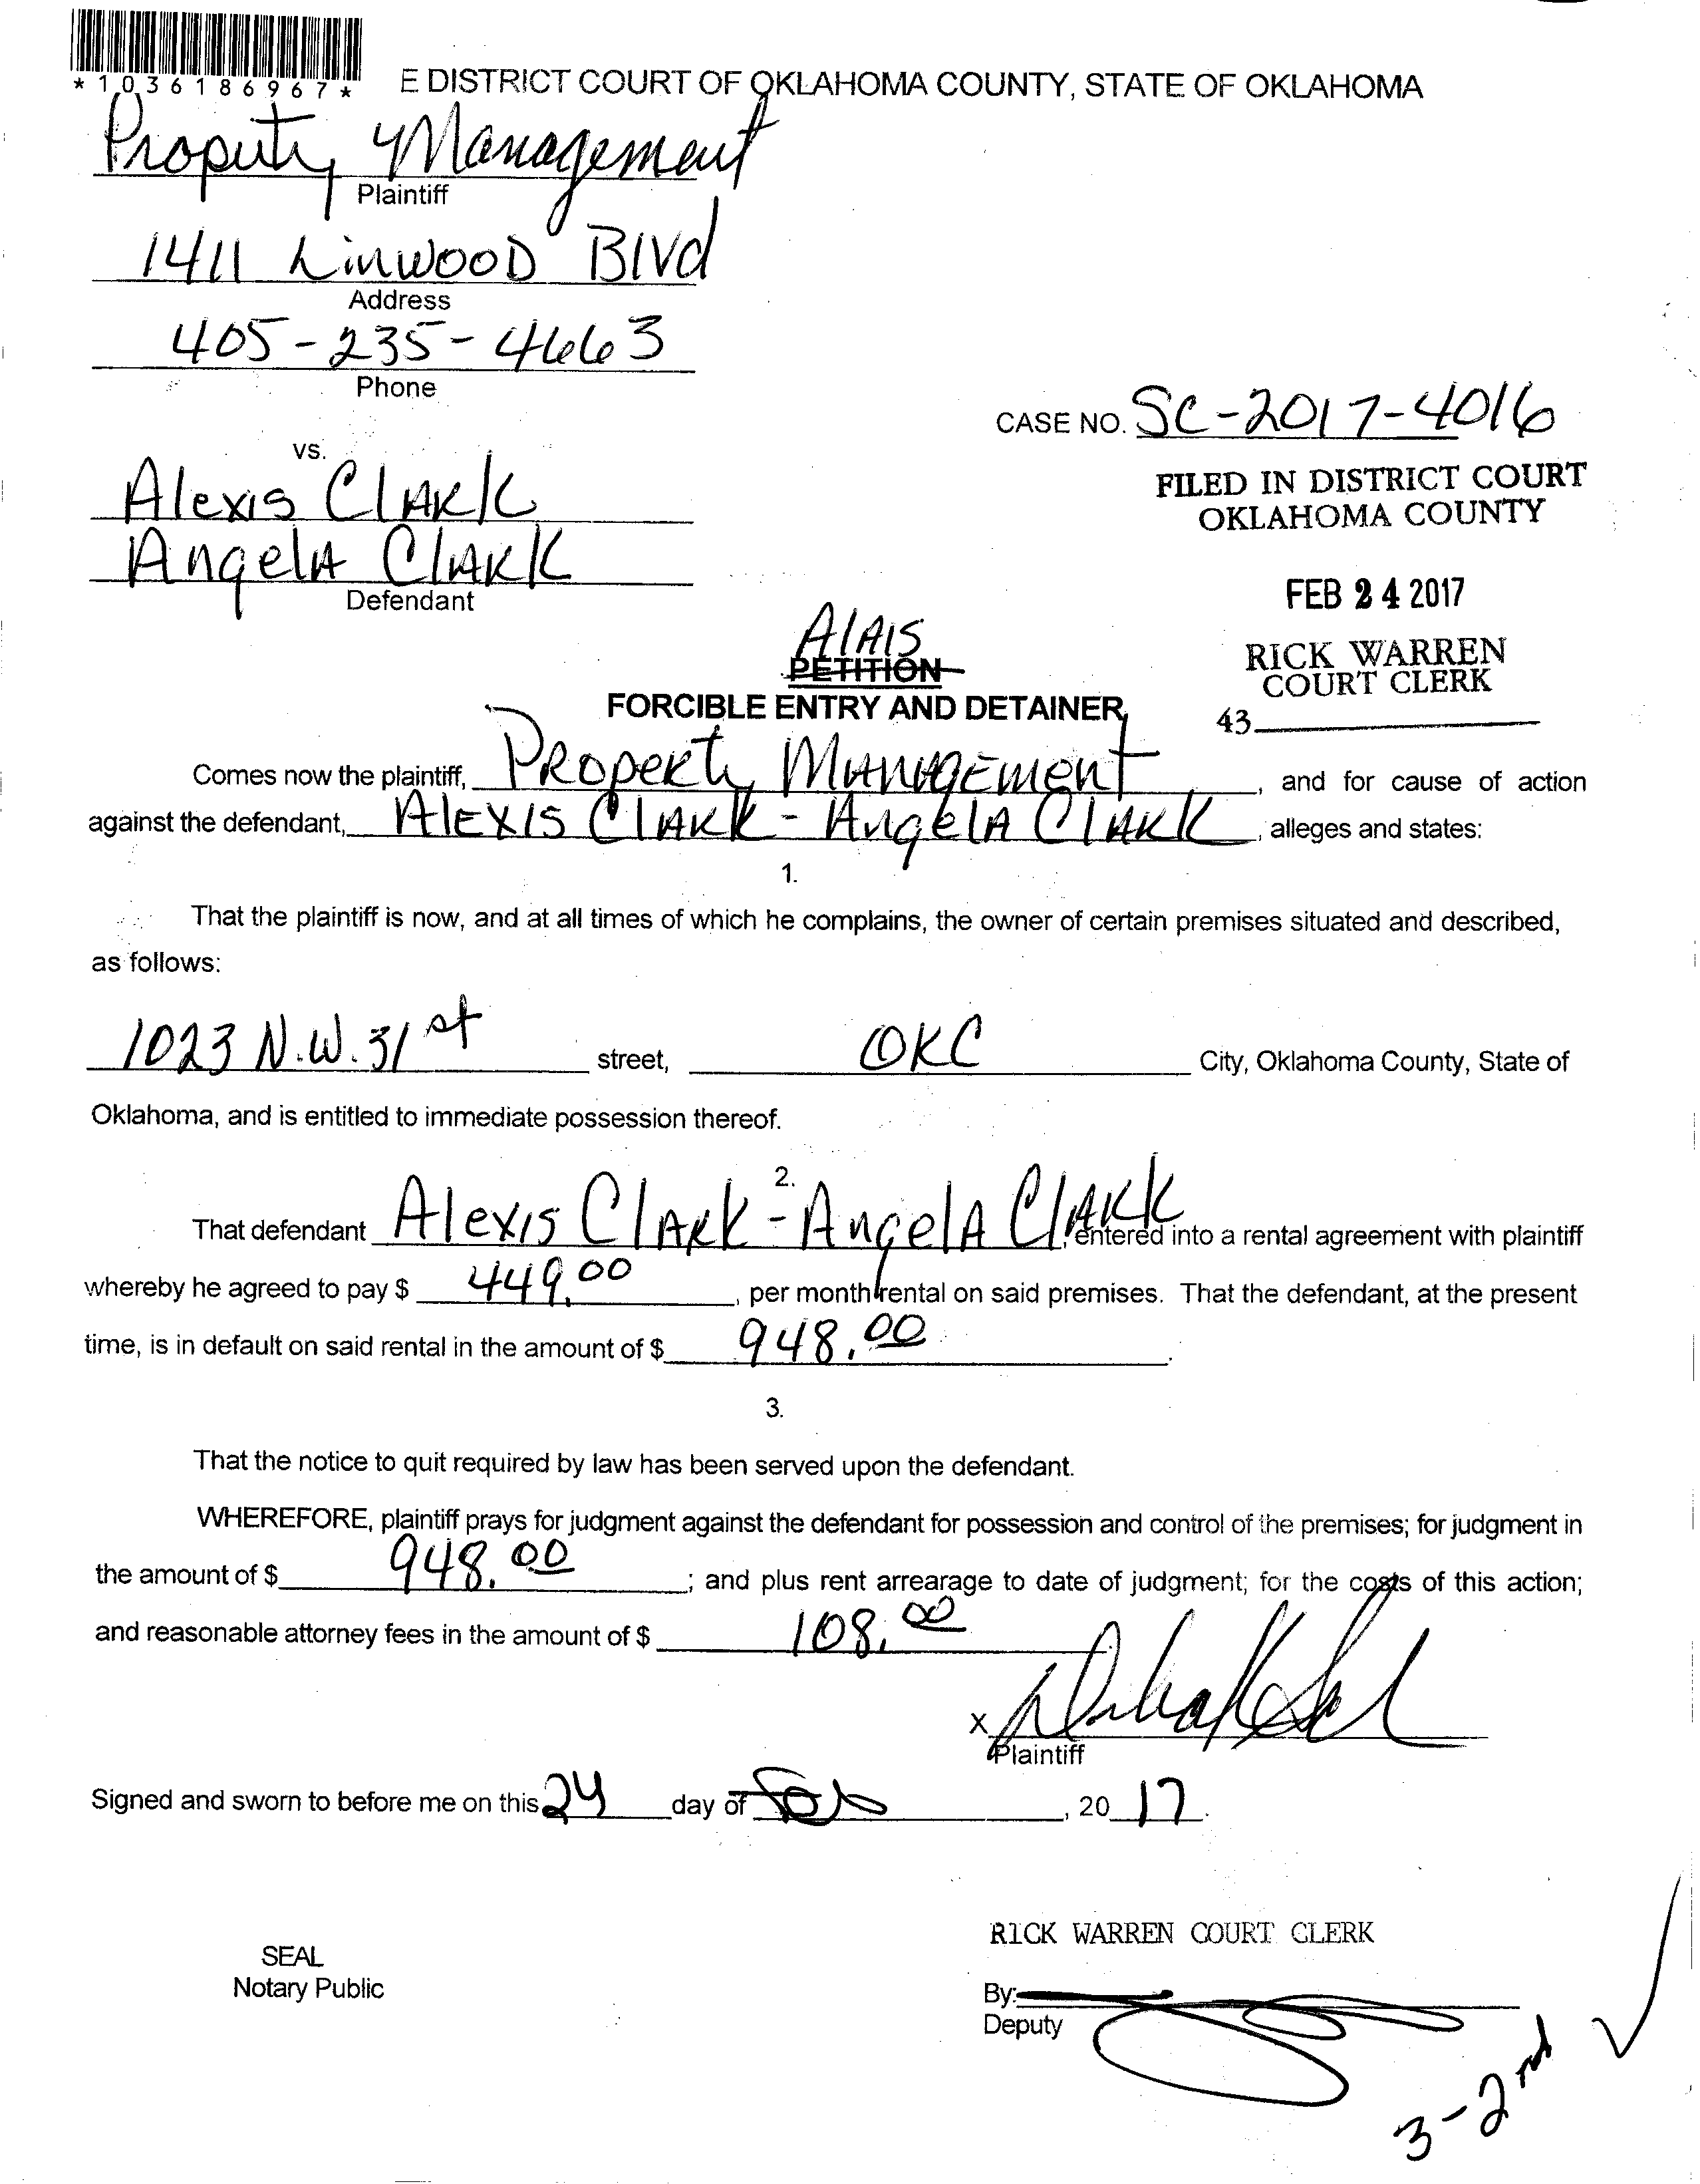 *1036186967*
E DISTRICT COURT OF OKLAHOMA COUNTY, STATE OF OKLAHOMA
Property Management
Plaintiff
1411 Linwood Blvd
Address
405-235-4663
Phone
CASE NO. SC-2017-4016
vs.
Alexis Clark
Angela Clark
Defendant
FILED IN DISTRICT COURT
OKLAHOMA COUNTY
FEB 24 2017
RICK WARREN
COURT CLERK
43
Alais
PETITION
FORCIBLE ENTRY AND DETAINER
Comes now the plaintiff, Property Management, and for cause of action
against the defendant, Alexis Clark - Angela Clark, alleges and states:
1.
That the plaintiff is now, and at all times of which he complains, the owner of certain premises situated and described,
as follows:
1023 N.W. 31st street, OKC City, Oklahoma County, State of
Oklahoma, and is entitled to immediate possession thereof.
2.
That defendant Alexis Clark - Angela Clark, entered into a rental agreement with plaintiff
whereby he agreed to pay $ 449.00, per month rental on said premises. That the defendant, at the present
time, is in default on said rental in the amount of $ 948.00.
3.
That the notice to quit required by law has been served upon the defendant.
WHEREFORE, plaintiff prays for judgment against the defendant for possession and control of the premises; for judgment in
the amount of $ 948.00; and plus rent arrearage to date of judgment; for the costs of this action;
and reasonable attorney fees in the amount of $ 108.00
x
Plaintiff
Signed and sworn to before me on this 24 day of Feb, 2017.
RICK WARREN COURT CLERK
SEAL
Notary Public
By:
Deputy
3-2nd